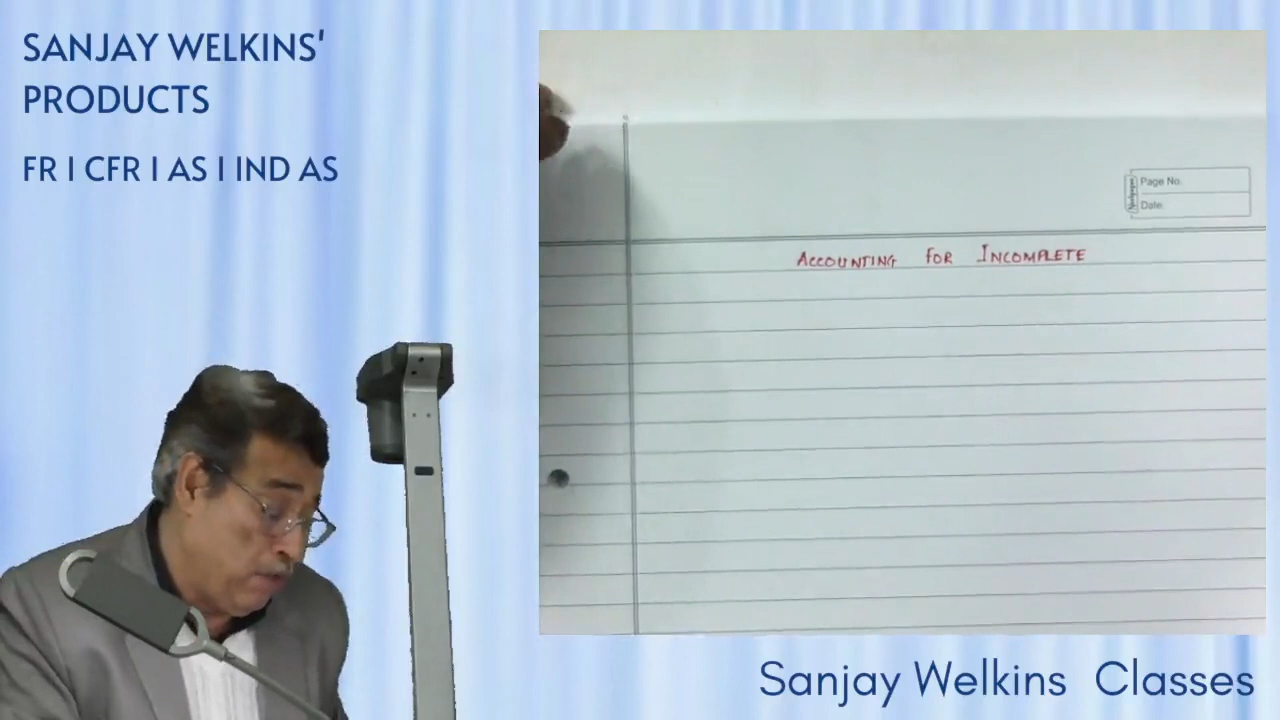 SANJAY WELKINS'
PRODUCTS
FR I CFR I AS I IND AS
Page No.
Date.
ACCOUNTING FOR INCOMPLETE
Sanjay Welkins Classes